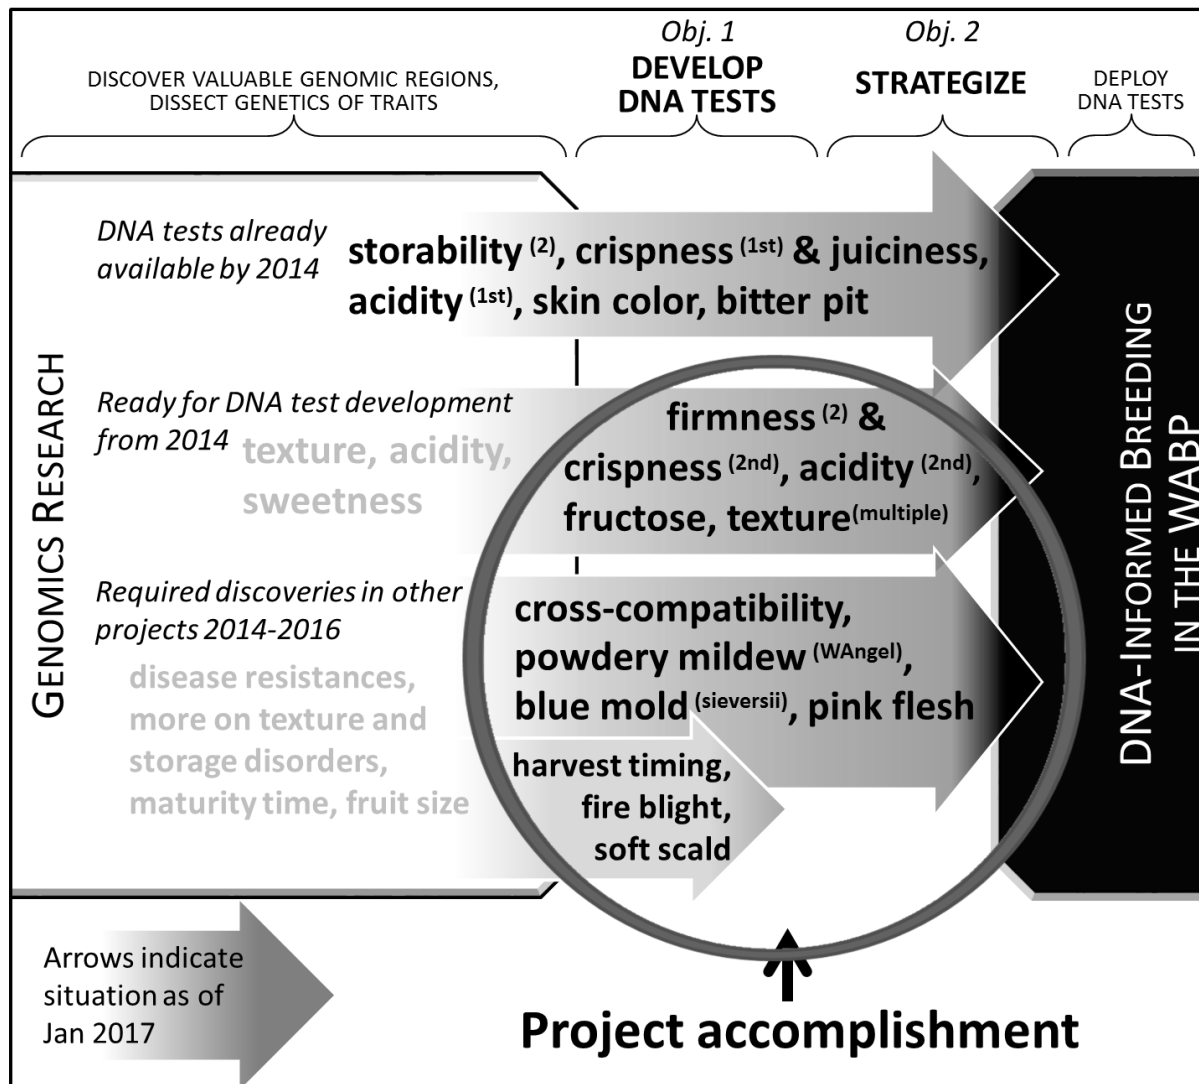 Obj. 1
DEVELOP
DNA TESTS
Obj. 2
STRATEGIZE
DISCOVER VALUABLE GENOMIC REGIONS,
DISSECT GENETICS OF TRAITS
DEPLOY
DNA TESTS
GENOMICS RESEARCH
DNA tests already
available by 2014
storability (2), crispness (1st) & juiciness,
acidity (1st), skin color, bitter pit
Ready for DNA test development
from 2014
texture, acidity,
sweetness
firmness (2) &
crispness (2nd), acidity (2nd),
fructose, texture(multiple)
Required discoveries in other
projects 2014-2016
disease resistances,
more on texture and
storage disorders,
maturity time, fruit size
cross-compatibility,
powdery mildew (WAngel),
blue mold(sieversii), pink flesh
harvest timing,
fire blight,
soft scald
DNA-INFORMED BREEDING
IN THE WABP
Arrows indicate
situation as of
Jan 2017
Project accomplishment